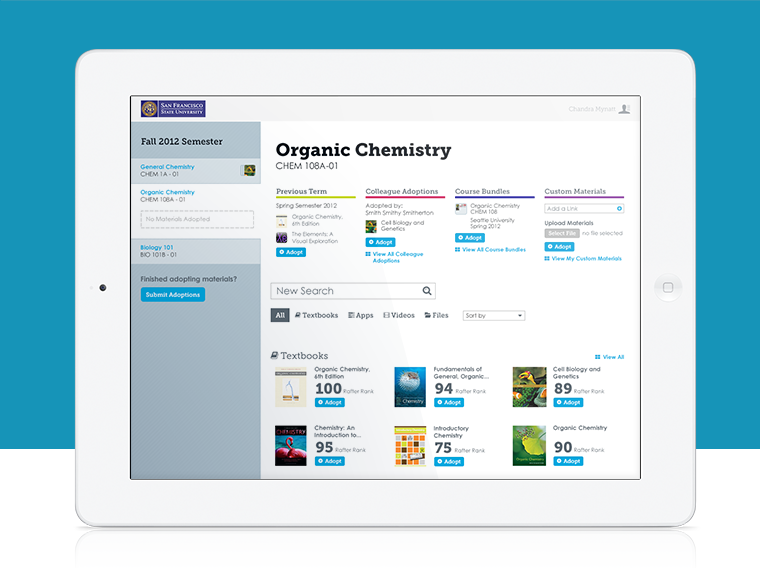 San Francisco
State University
Chandra Mynatt
Fall 2012 Semester
General Chemistry
CHEM 1A - 01
Organic Chemistry
CHEM 108A - 01
No Materials Adopted
Biology 101
BIO 101B - 01
Finished adopting materials?
Submit Adoptions
Organic Chemistry
CHEM 108A-01
Previous Term
Spring Semester 2012
Organic Chemistry,
6th Edition
The Elements: A
Visual Exploration
Adopt
Colleague Adoptions
Adopted by:
Smith Smithy Smitherton
Cell Biology and
Genetics
Adopt
View All Colleague
Adoptions
Course Bundles
Organic Chemistry
CHEM 108
Seattle University
Spring 2012
Adopt
View All Course Bundles
Custom Materials
Add a Link
Upload Materials
Select File no file selected
Adopt
View My Custom Materials
New Search
All Textbooks Apps Videos Files Sort by
Textbooks
View All
Organic Chemistry,
6th Edition
100 Rafter Rank
Adopt
Chemistry
Fundamentals of
General, Organic...
94 Rafter Rank
Adopt
Cell Biology and
Genetics
89 Rafter Rank
Adopt
CHEMISTRY
Chemistry: An
Introduction to...
95 Rafter Rank
Adopt
Introductory
Chemistry
75 Rafter Rank
Adopt
Organic Chemistry
Organic Chemistry
90 Rafter Rank
Adopt